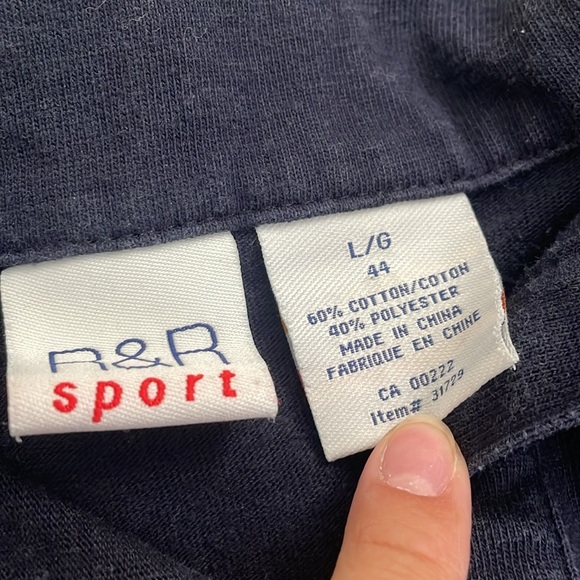 R&R
sport
L/G
44
60% COTTON/COTON
40% POLYESTER
MADE IN CHINA
FABRIQUE EN CHINE
CA 00222
Item# 31729